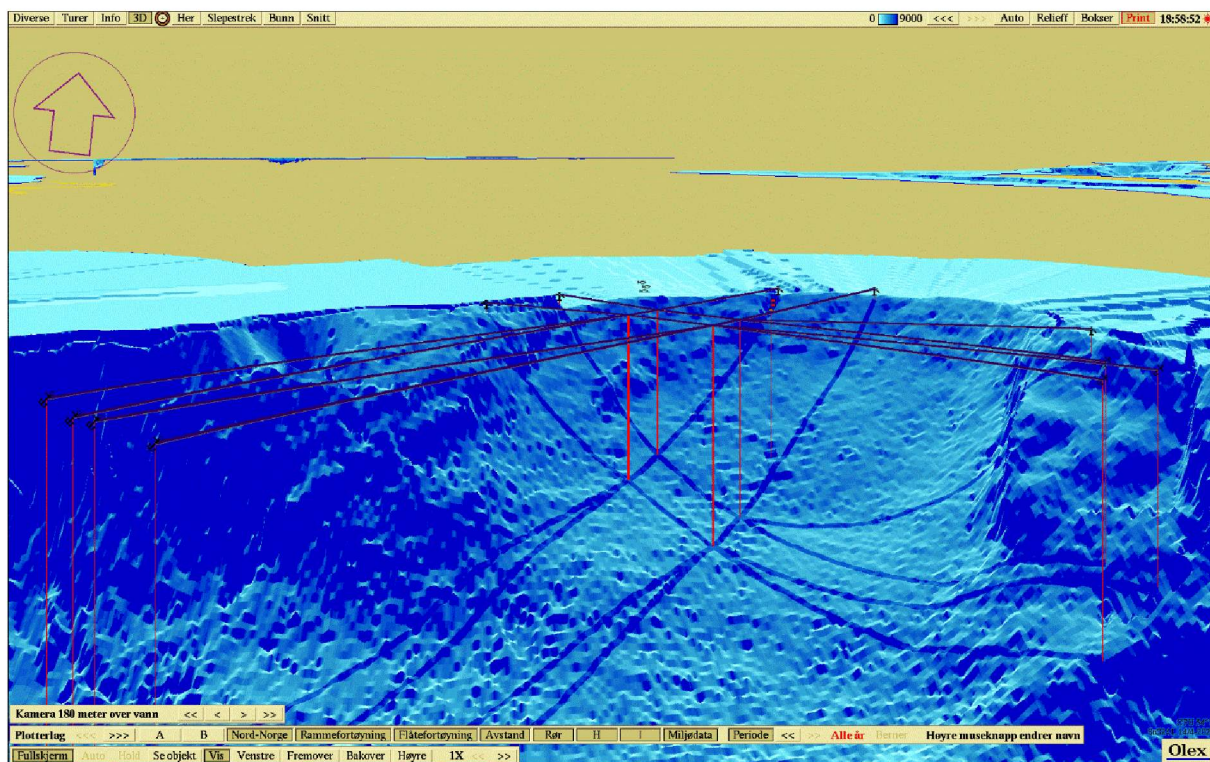 Diverse Turer Info 3D Her Slepestrek Bunn Snitt 0 9000 <<< >>> Auto Relieff Bokser Print 18:58:52
Kamera 180 meter over vann << < > >>
Plotterlag <<< >>> A B Nord-Norge Rammefortøyning Flåtefortøyning Avstand Rør H I Miljødata Periode << >> Alle år Berner Høyre museknapp endrer navn
Fullskjerm Auto Hold Se objekt Vis Venstre Fremover Bakover Høyre 1X << >>
Olex